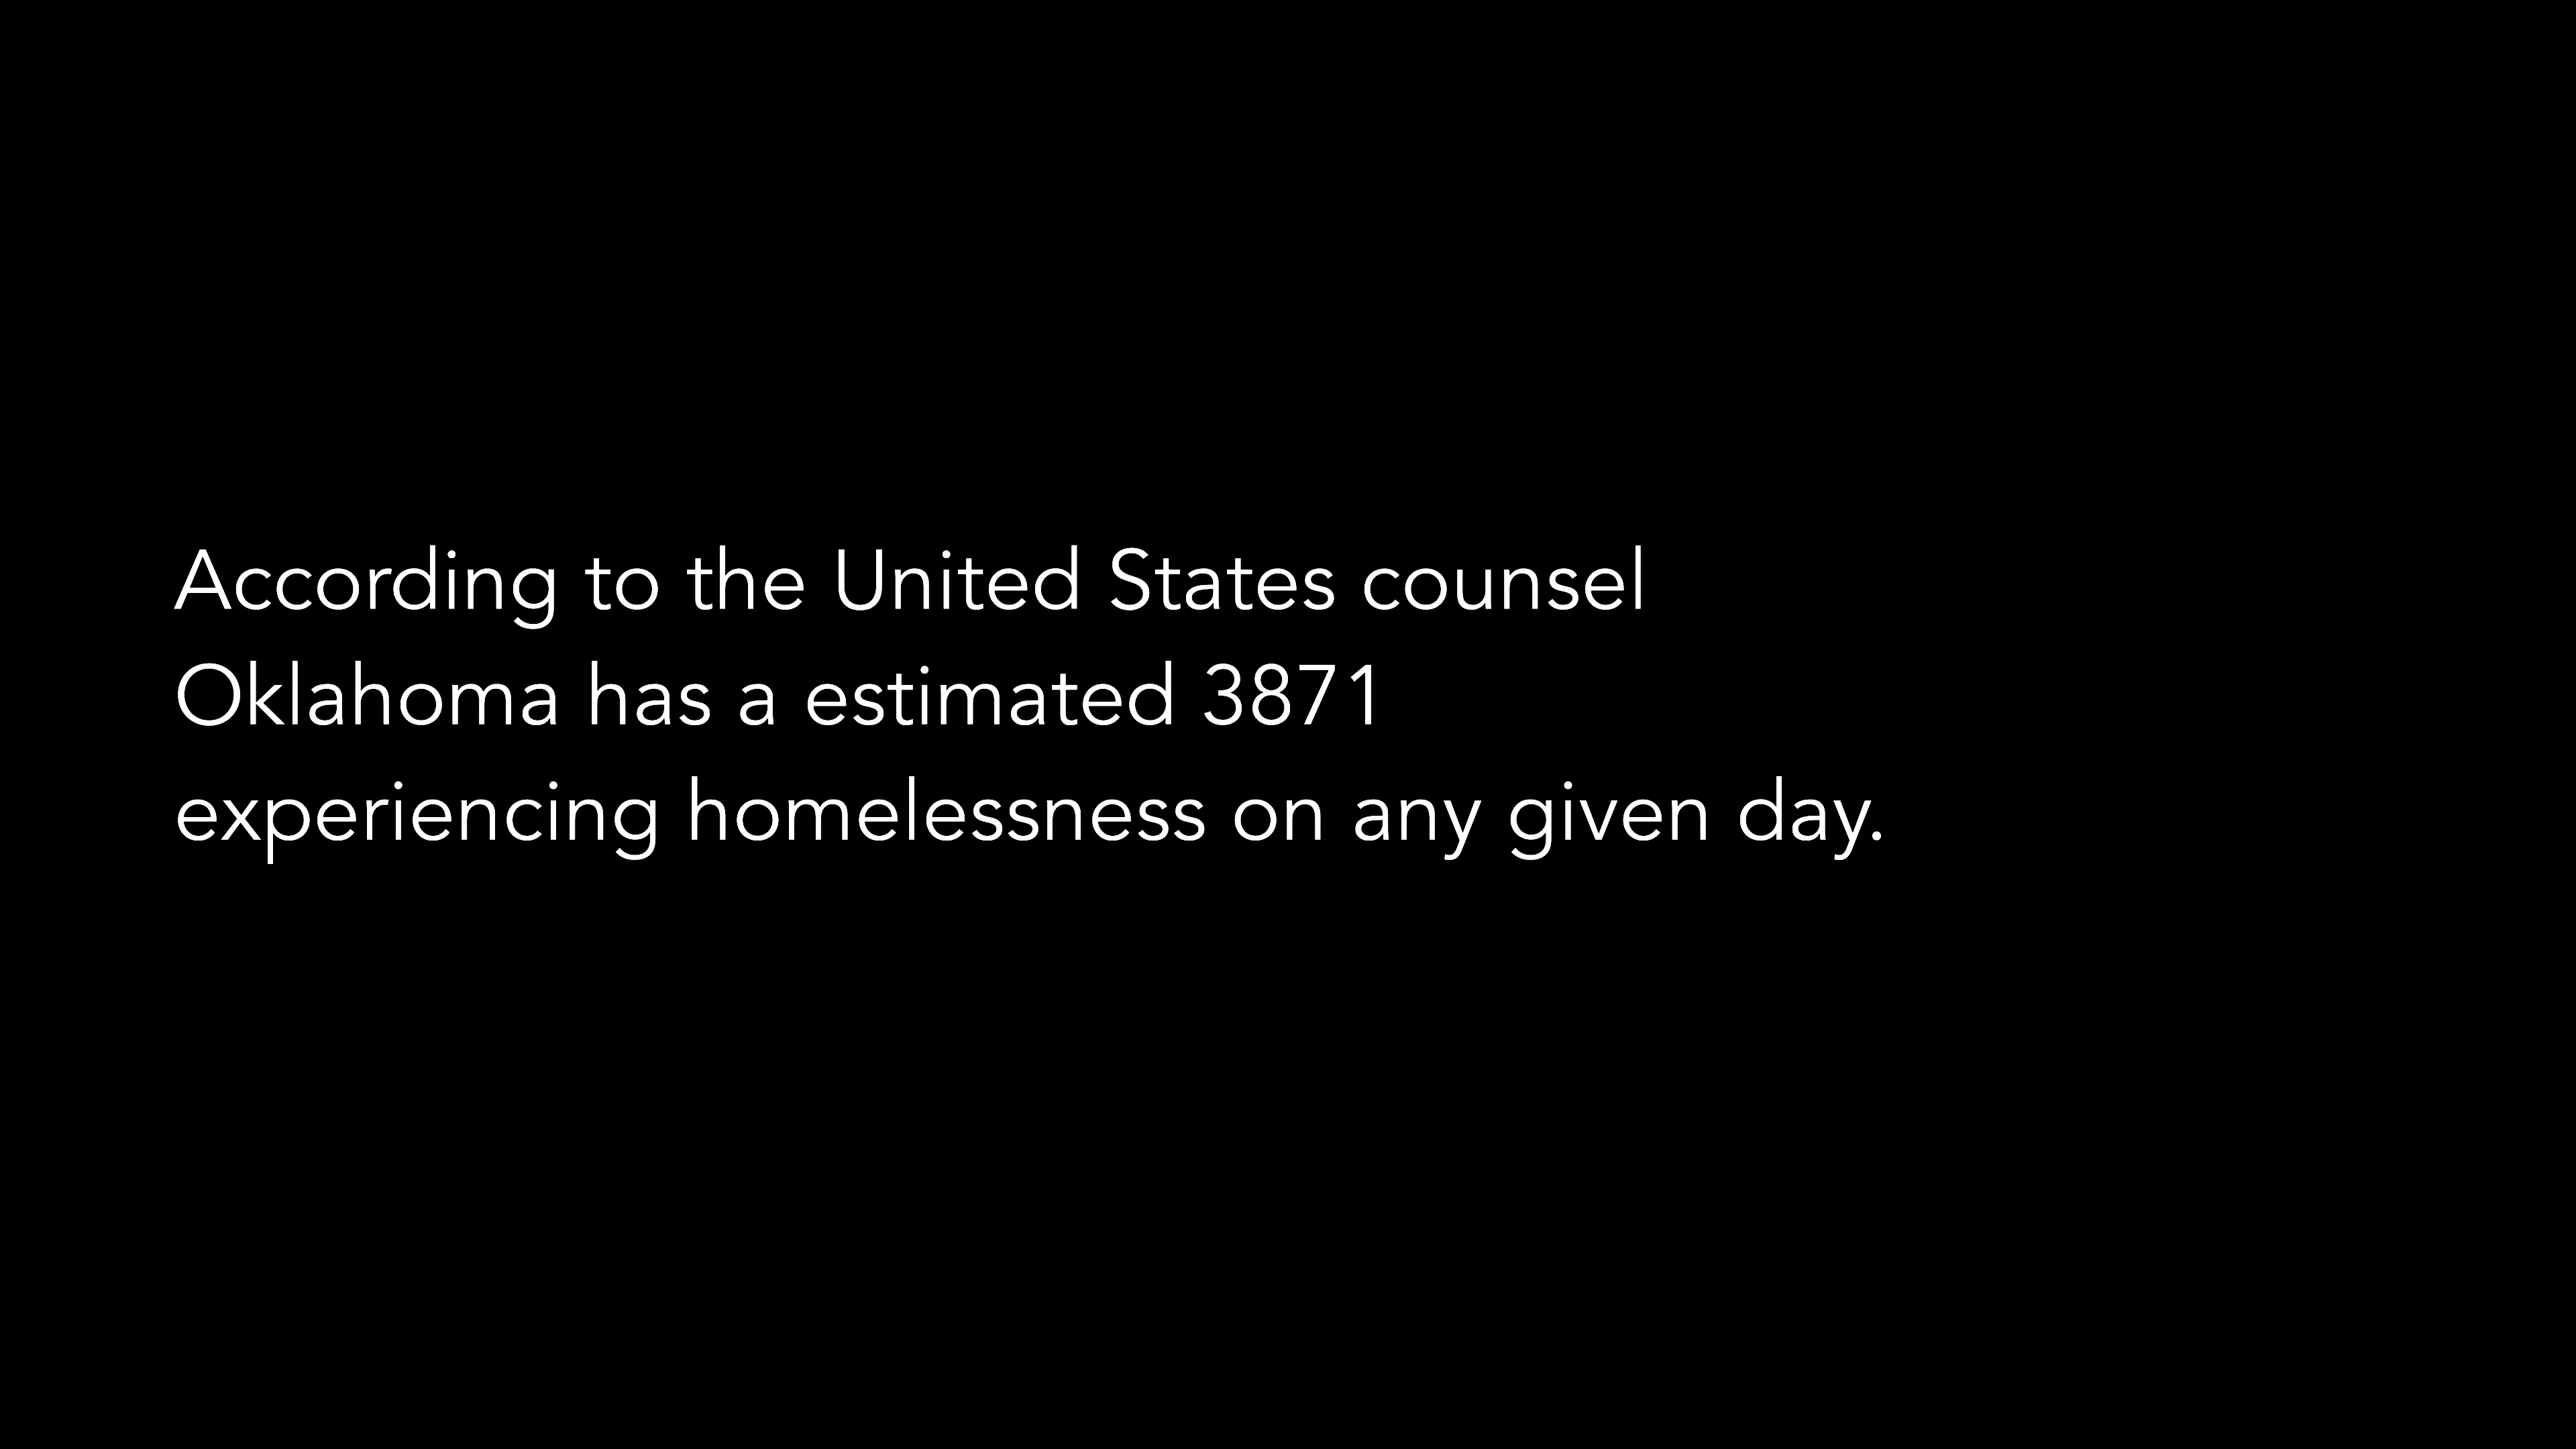 According to the United States counsel
Oklahoma has a estimated 3871
experiencing homelessness on any given day.